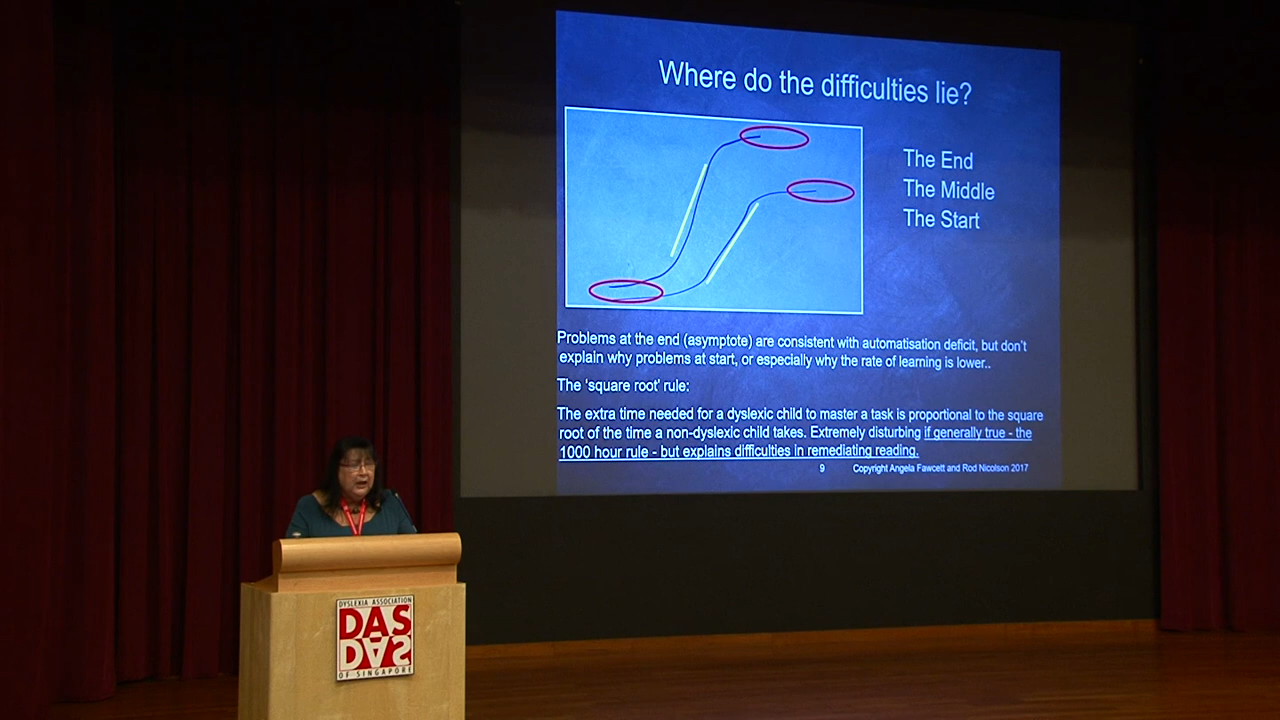 Where do the difficulties lie?
The End
The Middle
The Start
Problems at the end (asymptote) are consistent with automatisation deficit, but don't
explain why problems at start, or especially why the rate of learning is lower..
The 'square root' rule:
The extra time needed for a dyslexic child to master a task is proportional to the square
root of the time a non-dyslexic child takes. Extremely disturbing if generally true - the
1000 hour rule - but explains difficulties in remediating reading.
9 Copyright Angela Fawcett and Rod Nicolson 2017
DYSLEXIA ASSOCIATION
DAS
DAS
OF SINGAPORE